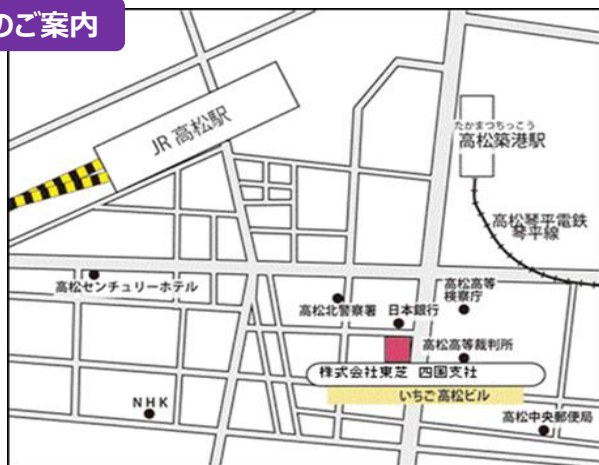 のご案内
JR 高松駅
たかまつちっこう
高松築港駅
高松琴平電鉄
琴平線
高松センチュリーホテル
高松北警察署
日本銀行
高松高等
検察庁
高松高等裁判所
株式会社東芝 四国支社
いちご高松ビル
NHK
高松中央郵便局